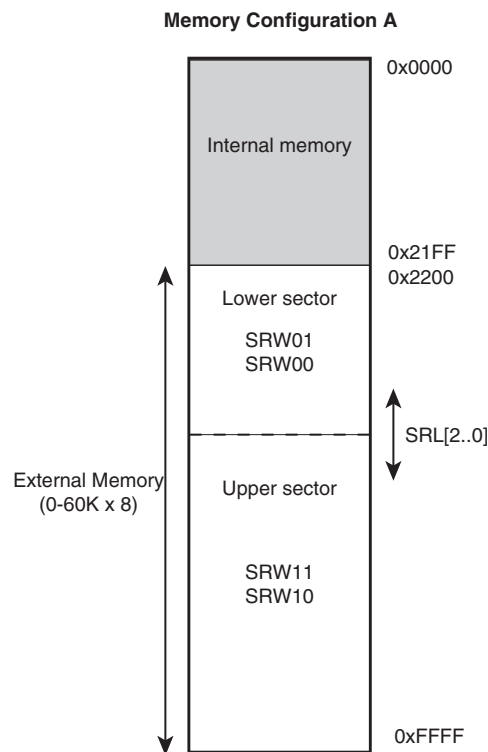 Memory Configuration A
0x0000
Internal memory
0x21FF
0x2200
Lower sector
SRW01
SRW00
SRL[2..0]
External Memory
(0-60K x 8)
Upper sector
SRW11
SRW10
0xFFFF